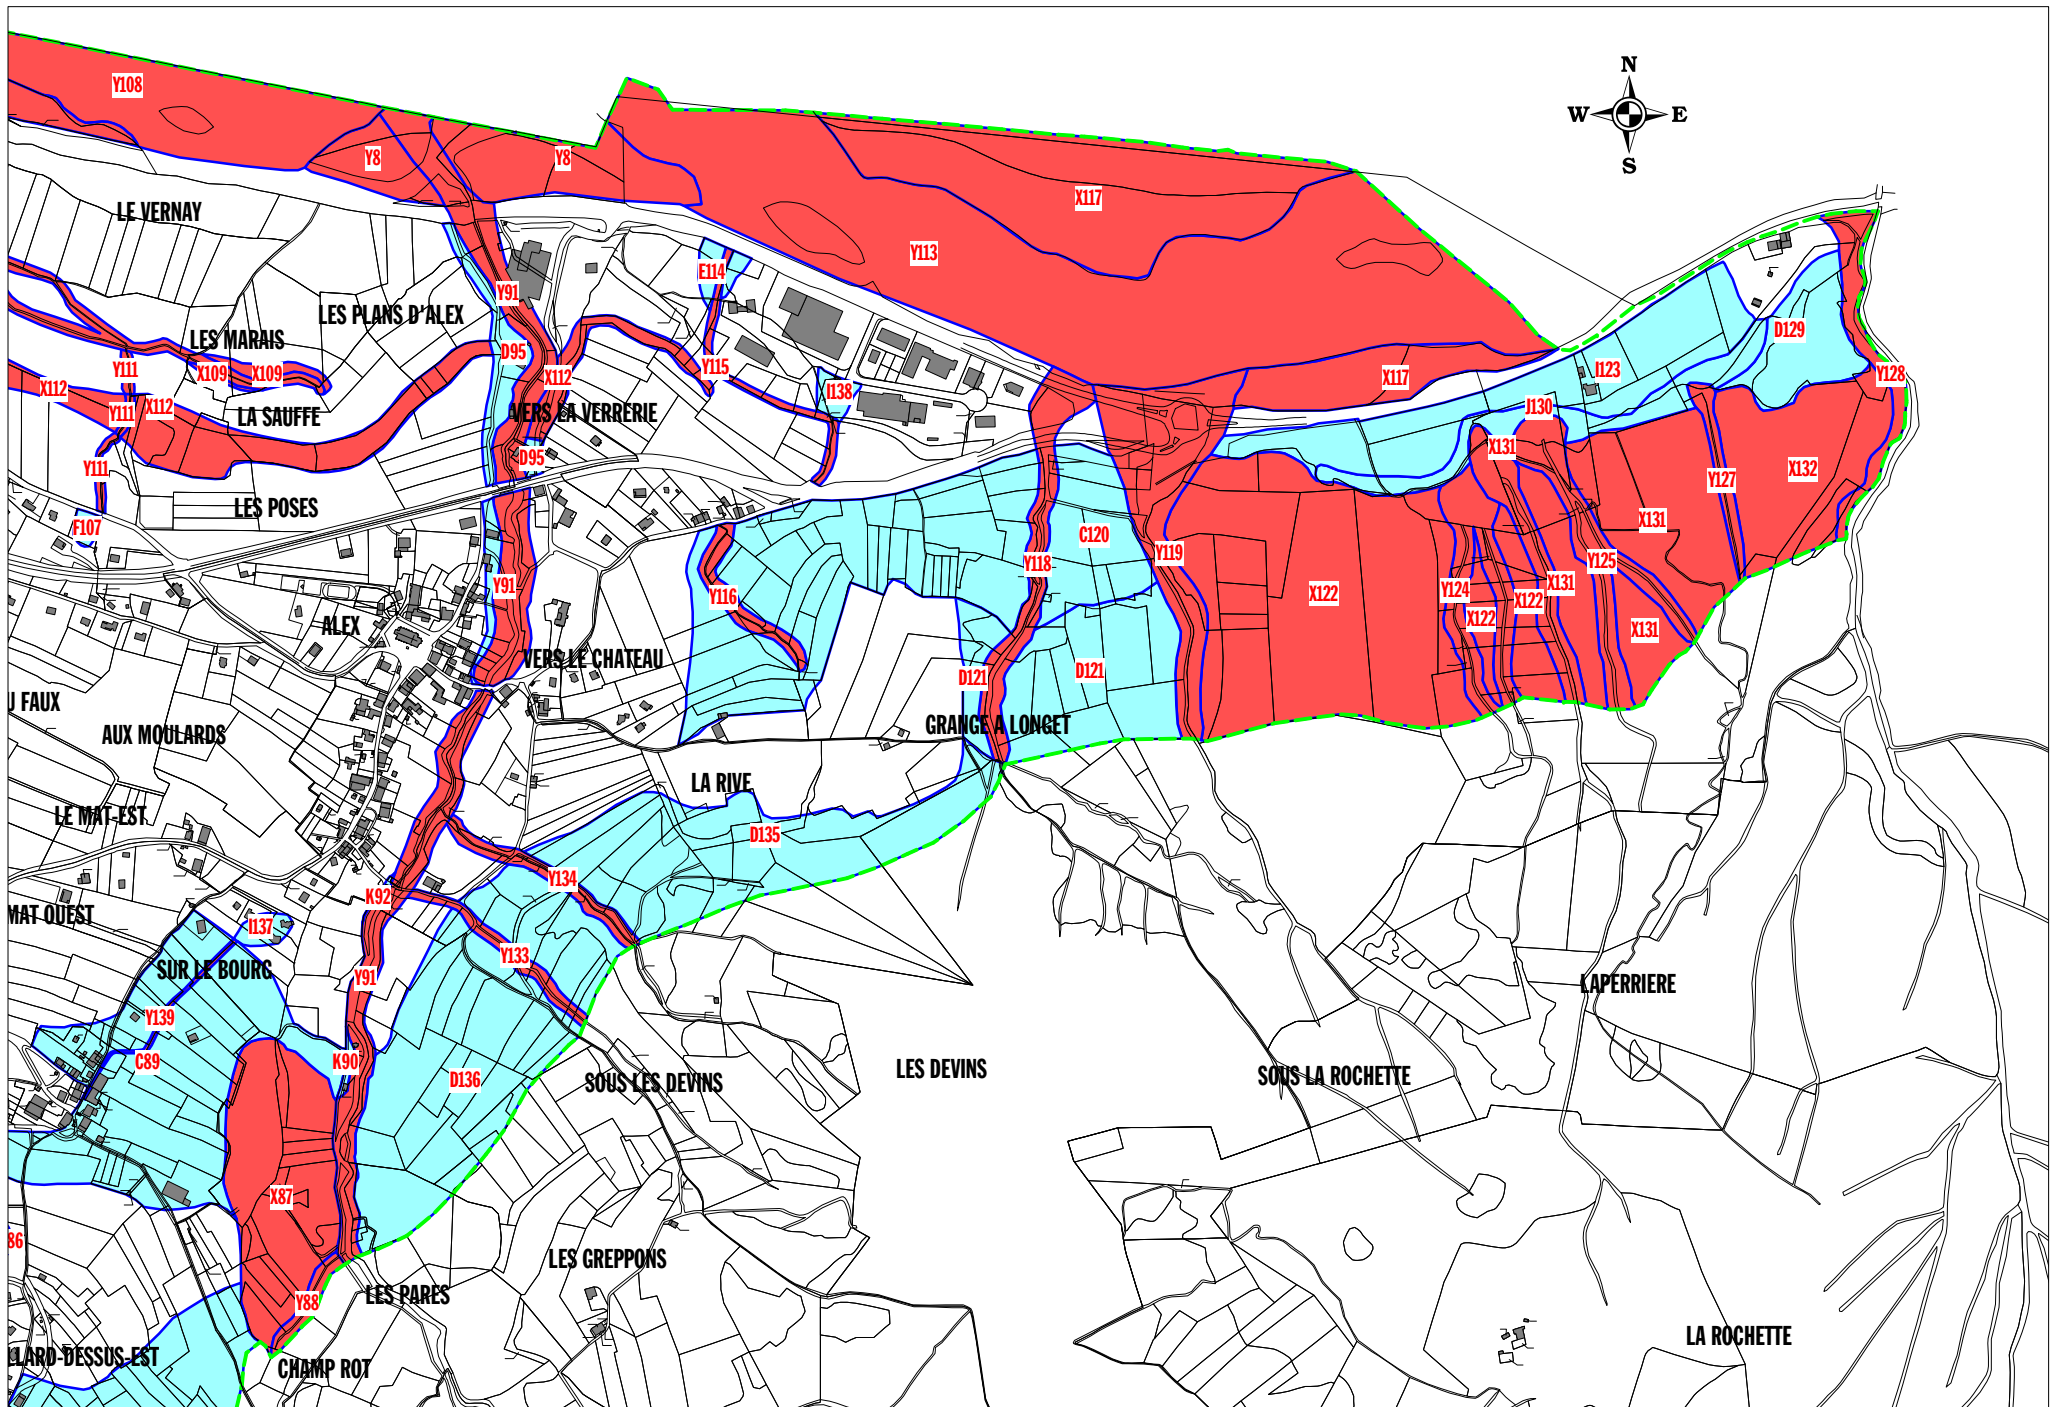 N
Y108
W
E
Y8
Y8
S
X117
LE VERNAY
Y113
E114
Y91
LES PLANS D'ALEX
D129
LES MARAIS
D95
Y111
X109
X109
Y115
X112
X117
I123
Y128
X112
I138
J130
X112
Y111
LA SAUFFE
VERS LA VERRERIE
X131
D95
Y111
X132
Y127
LES POSES
F107
X131
C120
Y119
Y118
Y125
Y91
X131
Y124
Y116
X122
X122
ALEX
X122
X131
VERS LE CHATEAU
D121
D121
U FAUX
GRANGE A LONGET
AUX MOULARDS
LA RIVE
LE MAT-EST
D135
Y134
K92
MAT OUEST
I137
Y133
SUR LE BOURG
Y91
LAPERRIERE
Y139
C89
K90
LES DEVINS
D136
SOUS LES DEVINS
SOUS LA ROCHETTE
X87
86
LES GREPPONS
LES PARES
Y88
LA ROCHETTE
LLARD-DESSUS-EST
CHAMP ROT